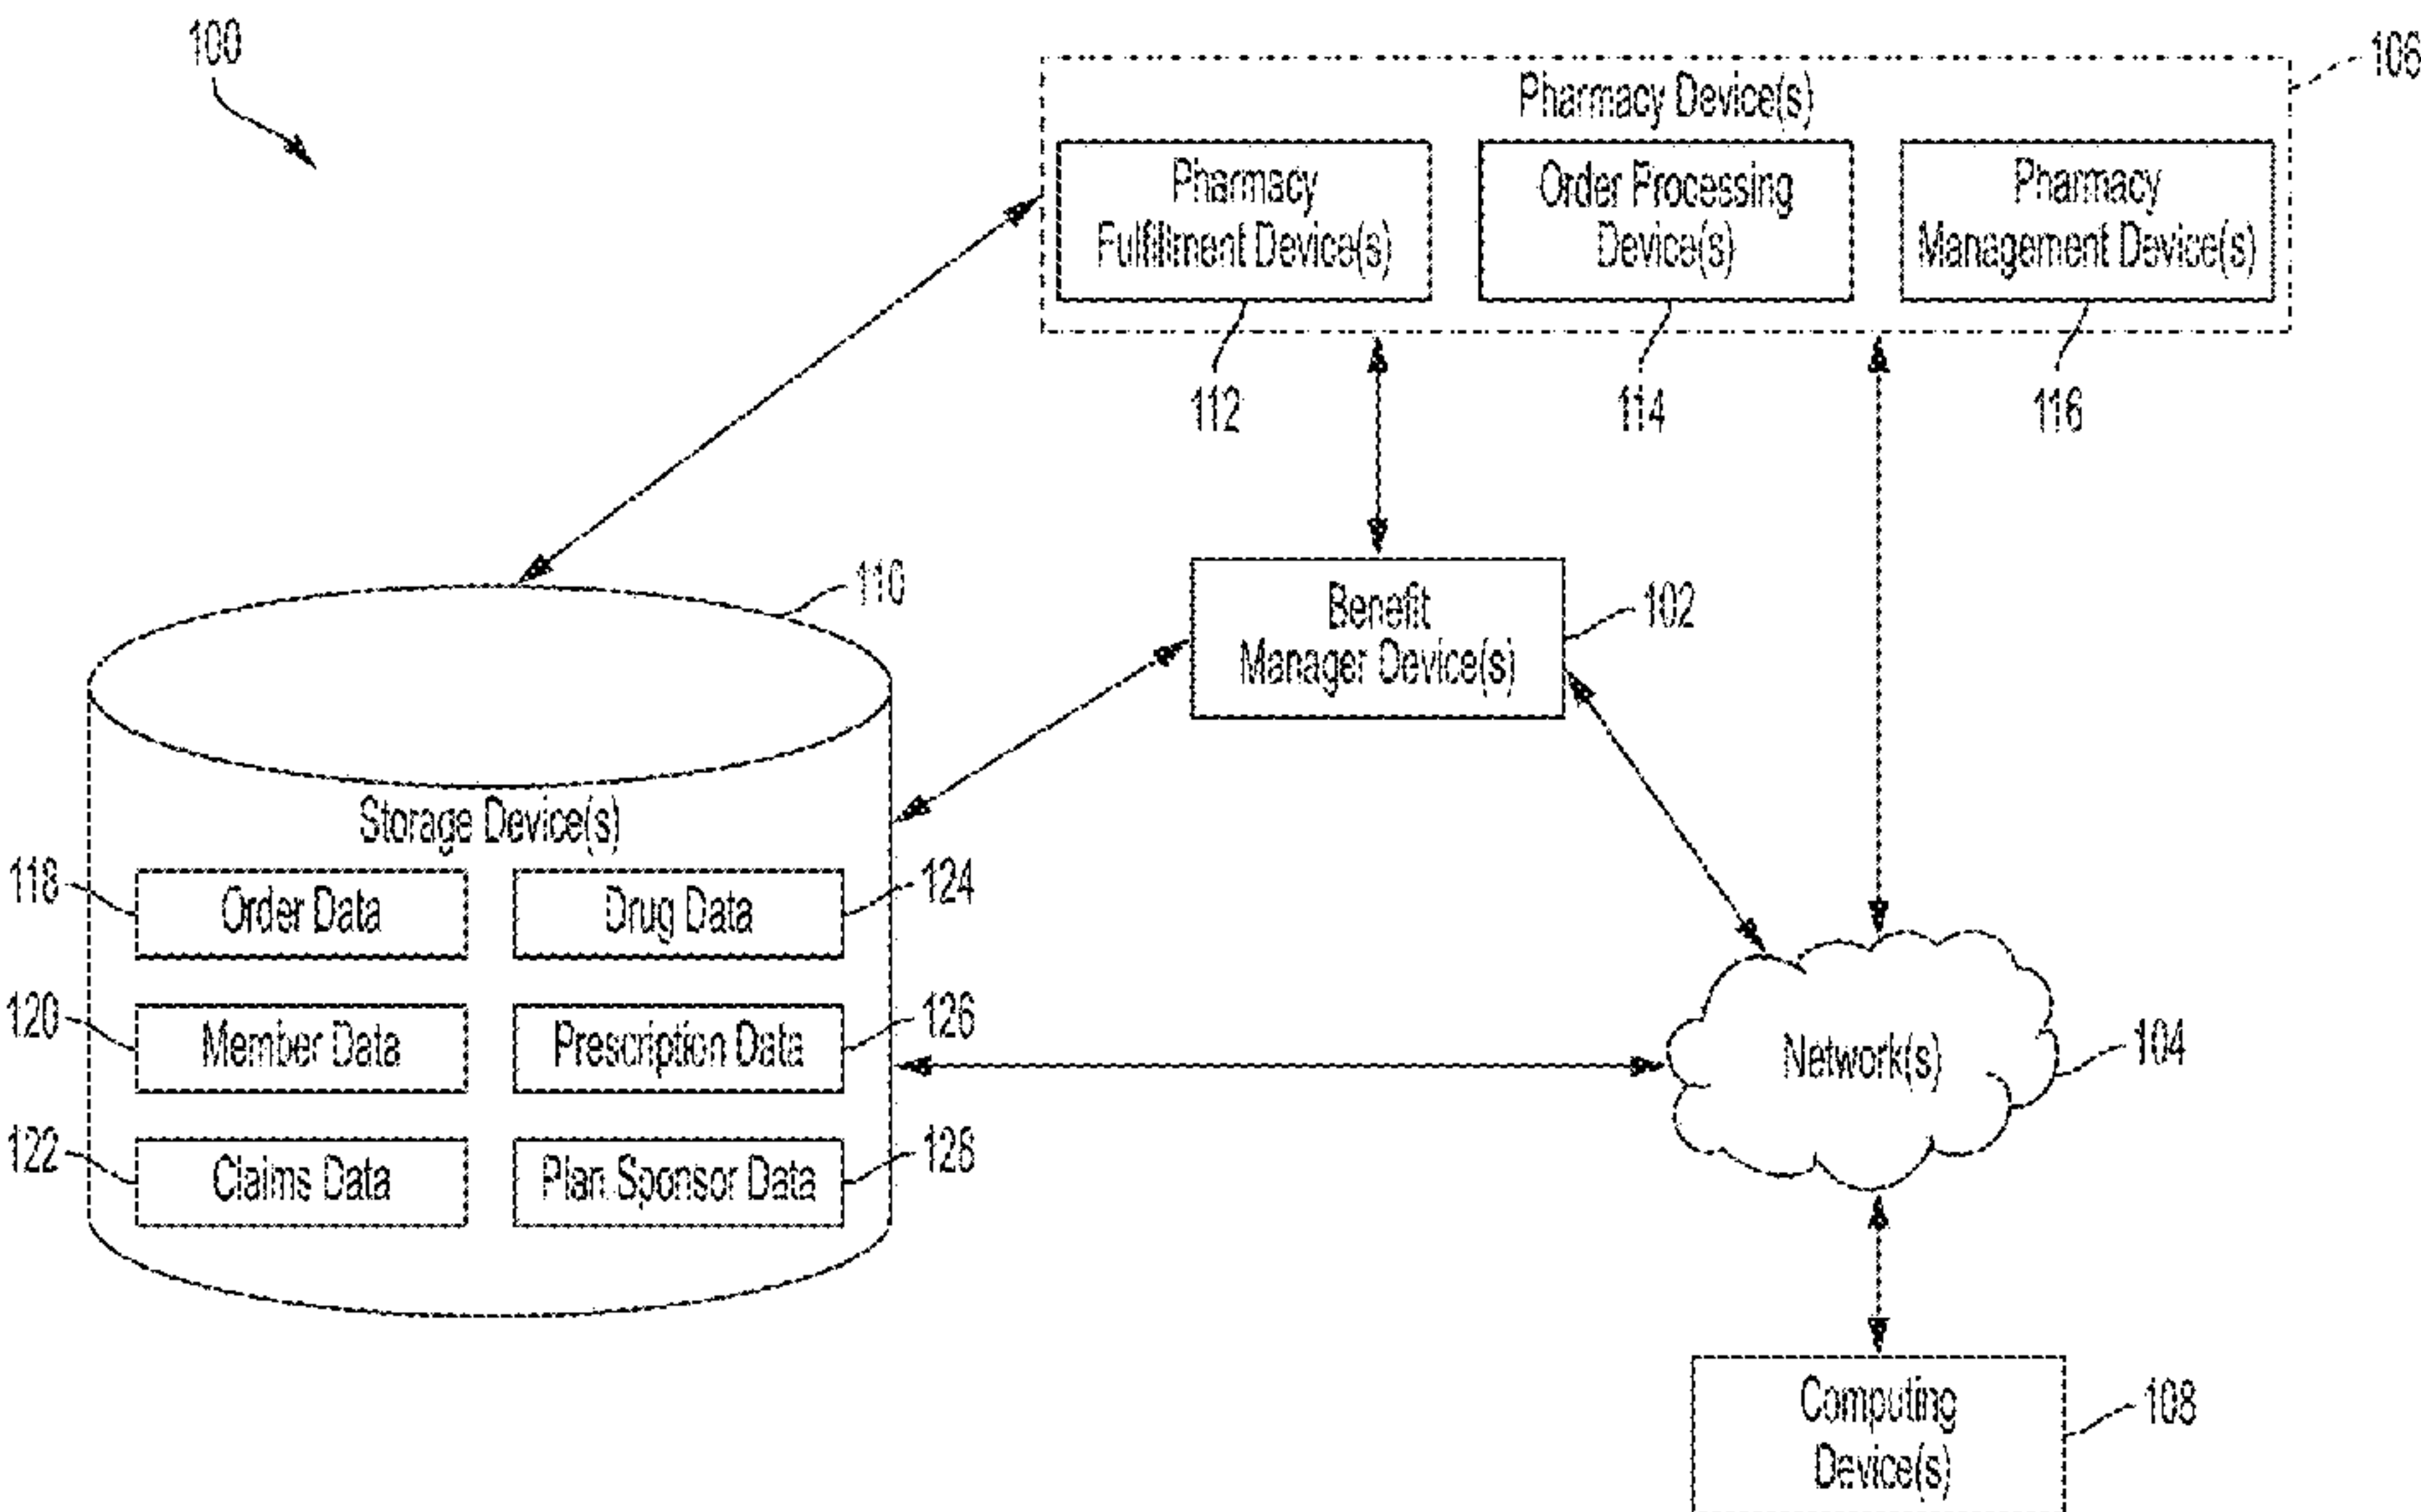 100
106
Pharmacy Device(s)
Pharmacy
Fulfillment Device(s)
Order Processing
Device(s)
Pharmacy
Management Device(s)
112
114
116
110
Benefit
Manager Device(s)
102
Storage Device(s)
118
Order Data
Drug Data
124
120
Member Data
Prescription Data
126
122
Claims Data
Plan Sponsor Data
128
Network(s)
104
Computing
Device(s)
108